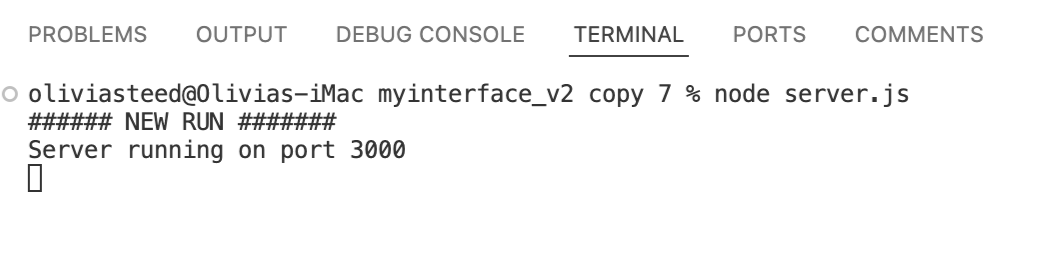 PROBLEMS OUTPUT DEBUG CONSOLE TERMINAL PORTS COMMENTS
oliviasteed@Olivias-iMac myinterface_v2 copy 7 % node server.js
###### NEW RUN #######
Server running on port 3000